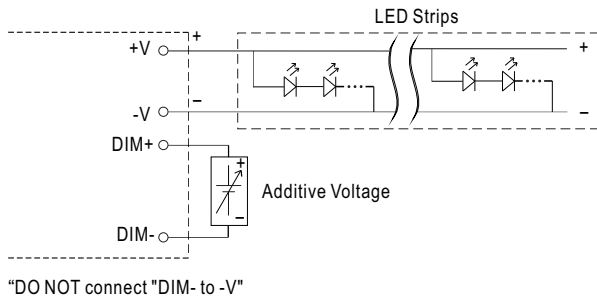 LED Strips
+V
+
+
-V
–
–
DIM+
+
Additive Voltage
–
DIM-
“DO NOT connect "DIM- to -V"